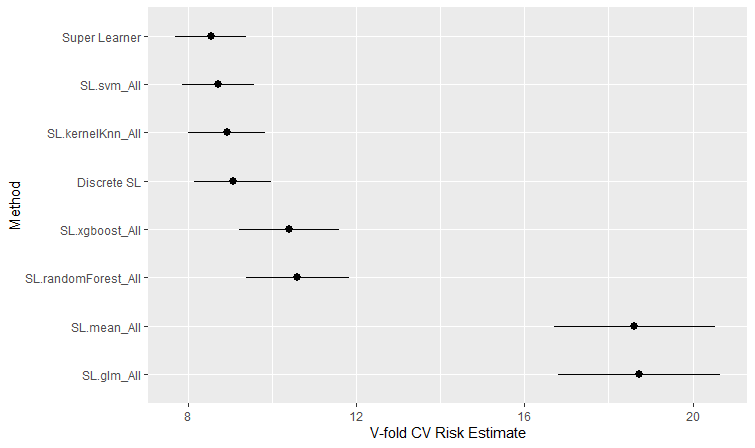 Super Learner
SL.svm_All
SL.kernelKnn_All
Discrete SL
SL.xgboost_All
SL.randomForest_All
SL.mean_All
SL.glm_All
Method
8 12 16 20
V-fold CV Risk Estimate